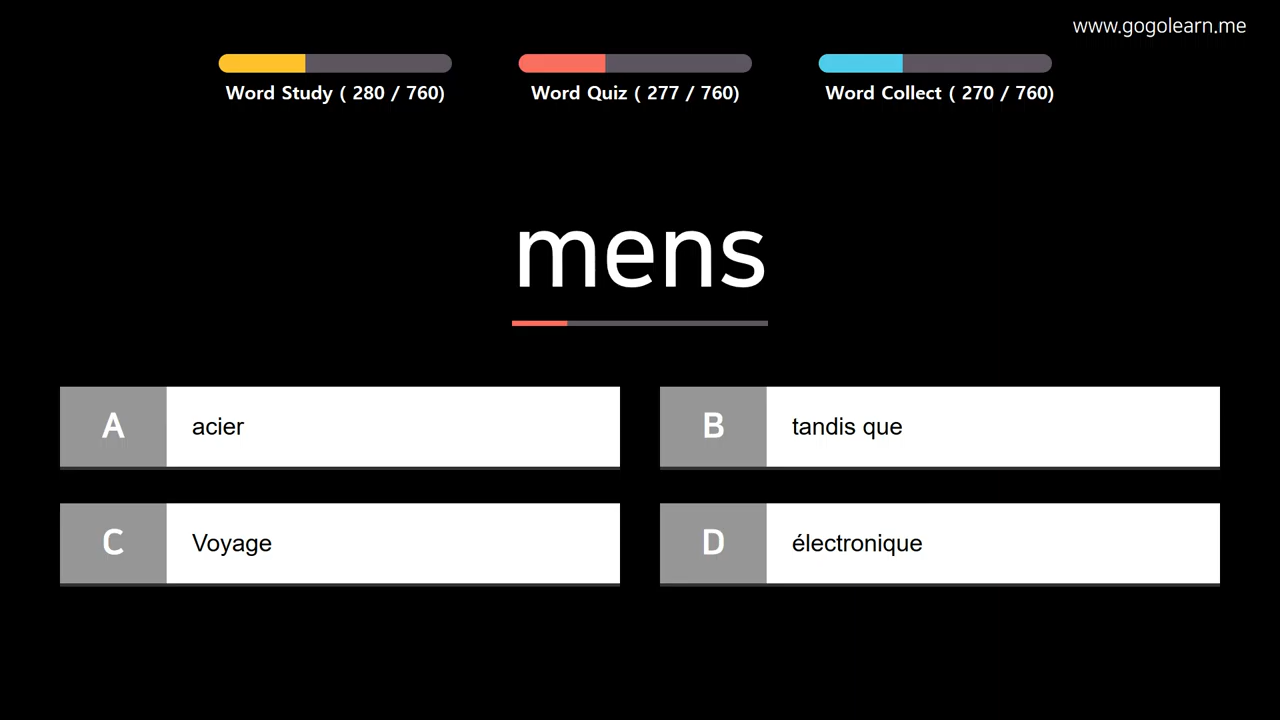 www.gogolearn.me
Word Study ( 280 / 760)
Word Quiz ( 277 / 760)
Word Collect ( 270 / 760)
mens
A acier
B tandis que
C Voyage
D électronique